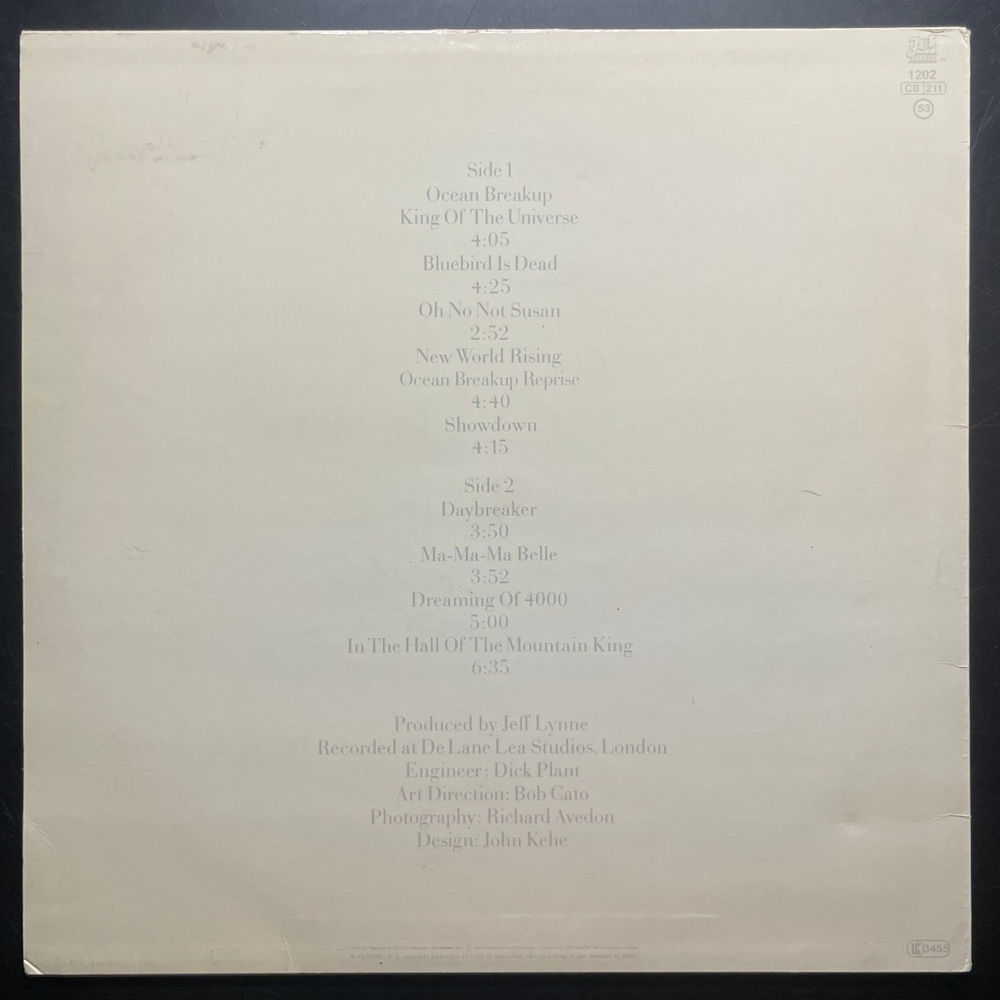 Jet
1202
CB 211
53
Side 1
Ocean Breakup
King Of The Universe
4:05
Bluebird Is Dead
4:25
Oh No Not Susan
2:52
New World Rising
Ocean Breakup Reprise
4:40
Showdown
4:15
Side 2
Daybreaker
3:50
Ma-Ma-Ma Belle
3:52
Dreaming Of 4000
5:00
In The Hall Of The Mountain King
6:35
Produced by Jeff Lynne
Recorded at De Lane Lea Studios, London
Engineer: Dick Plant
Art Direction: Bob Cato
Photography: Richard Avedon
Design: John Kehe
LC 3455